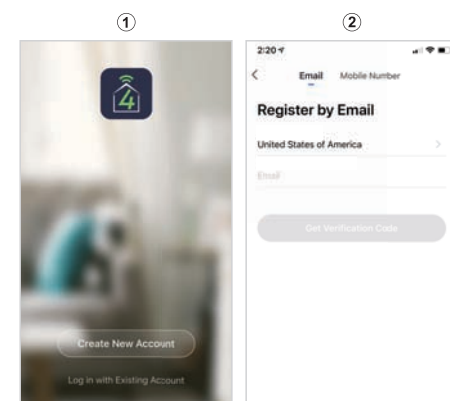 1
2
4
Create New Account
Log in with Existing Account
2:20
Email Mobile Number
Register by Email
United States of America
Email
Get Verification Code